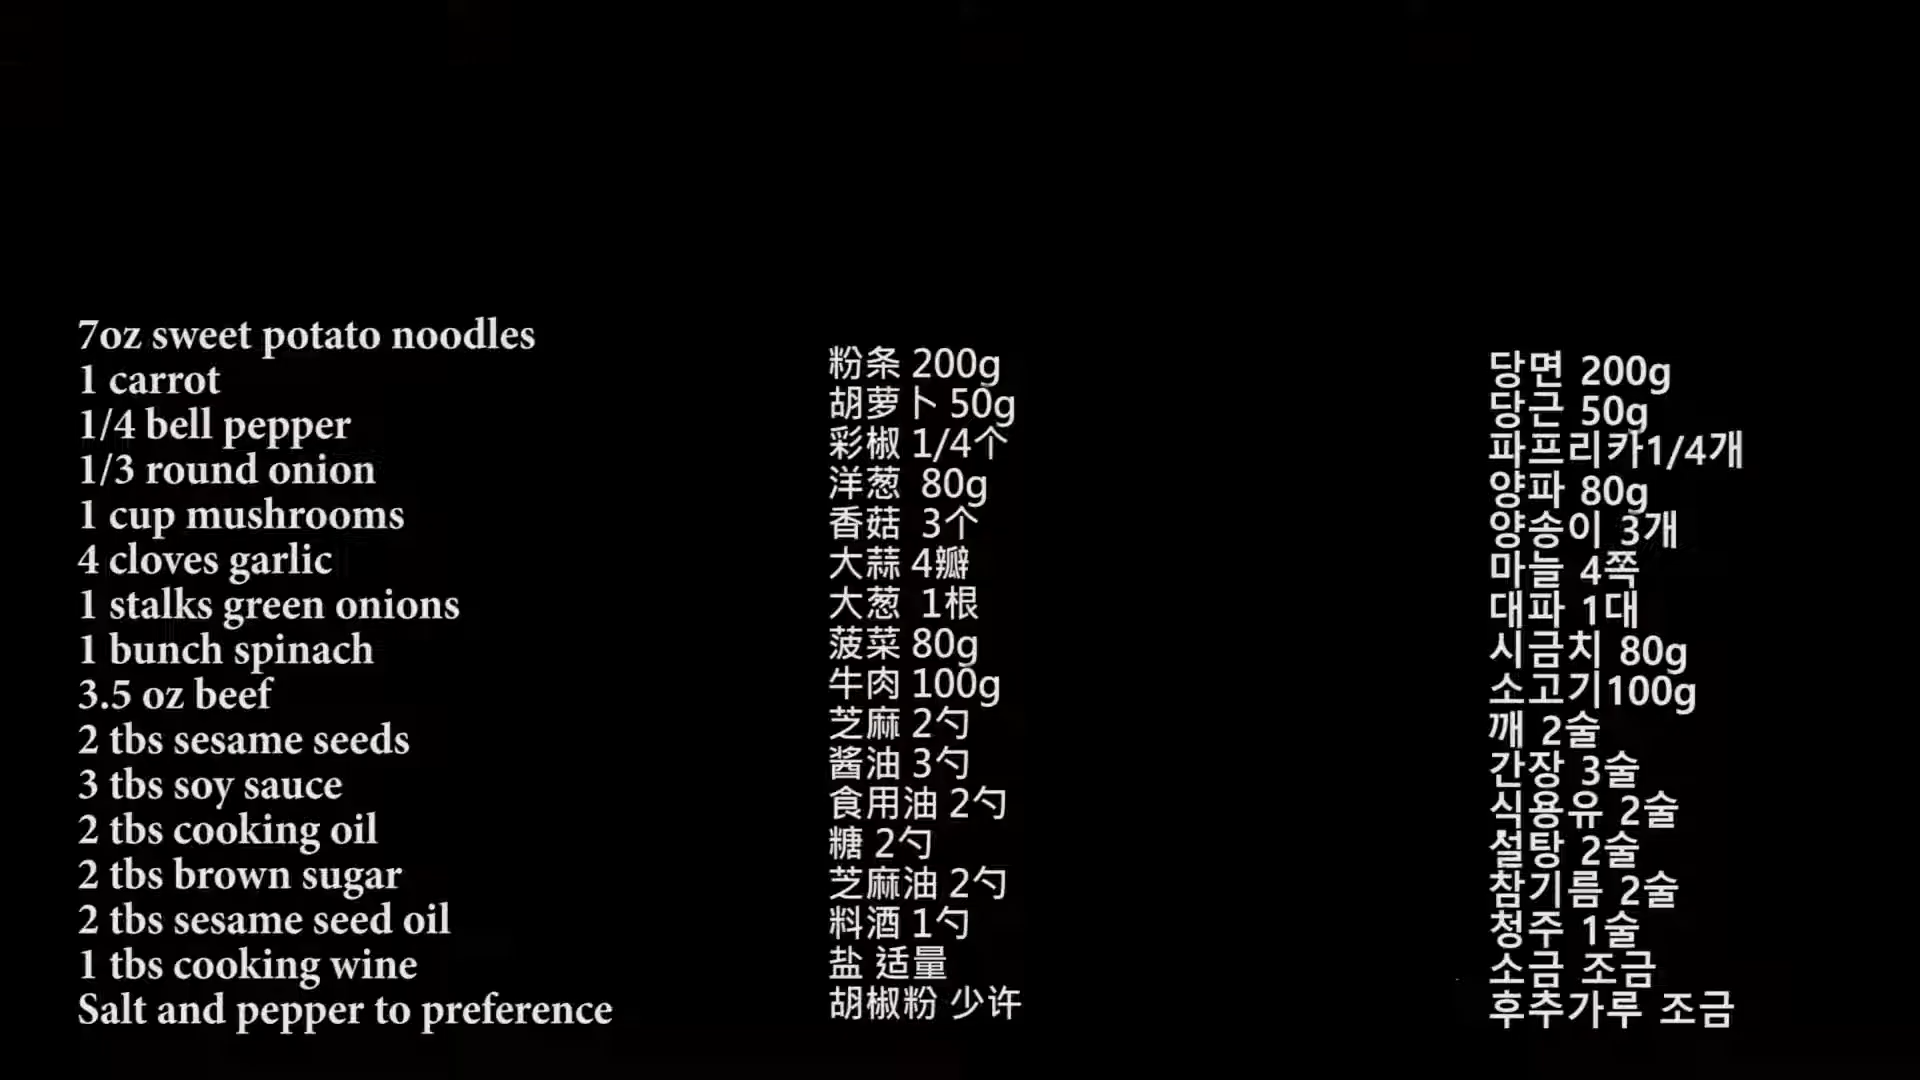 7oz sweet potato noodles
1 carrot
1/4 bell pepper
1/3 round onion
1 cup mushrooms
4 cloves garlic
1 stalks green onions
1 bunch spinach
3.5 oz beef
2 tbs sesame seeds
3 tbs soy sauce
2 tbs cooking oil
2 tbs brown sugar
2 tbs sesame seed oil
1 tbs cooking wine
Salt and pepper to preference
粉条 200g
胡萝卜 50g
彩椒 1/4个
洋葱 80g
香菇 3个
大蒜 4瓣
大葱 1根
菠菜 80g
牛肉 100g
芝麻 2勺
酱油 3勺
食用油 2勺
糖 2勺
芝麻油 2勺
料酒 1勺
盐 适量
胡椒粉 少许
당면 200g
당근 50g
파프리카1/4개
양파 80g
양송이 3개
마늘 4쪽
대파 1대
시금치 80g
소고기100g
깨 2술
간장 3술
식용유 2술
설탕 2술
참기름 2술
청주 1술
소금 조금
후추가루 조금